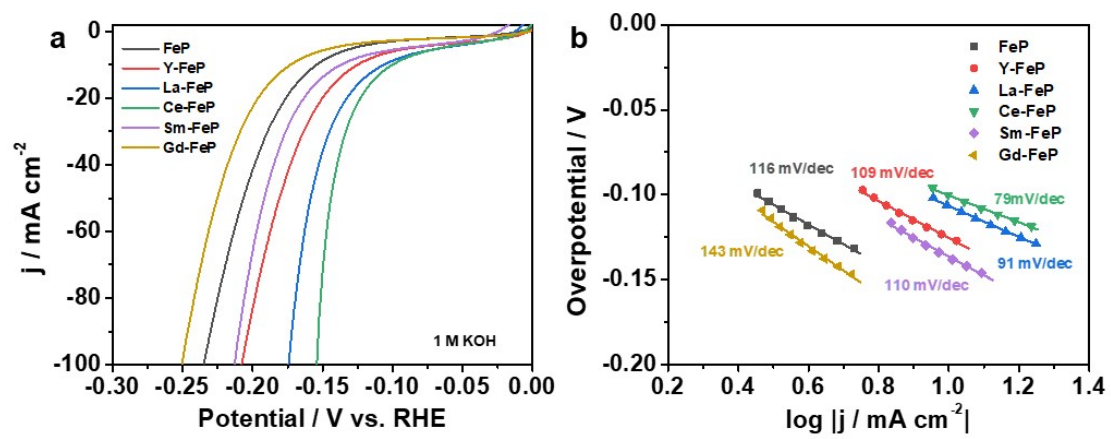 a
FeP
Y-FeP
La-FeP
Ce-FeP
Sm-FeP
Gd-FeP
1 M KOH
j / mA cm⁻²
0
-20
-40
-60
-80
-100
-0.30
-0.25
-0.20
-0.15
-0.10
-0.05
0.00
Potential / V vs. RHE
b
FeP
Y-FeP
La-FeP
Ce-FeP
Sm-FeP
Gd-FeP
116 mV/dec
109 mV/dec
79mV/dec
143 mV/dec
110 mV/dec
91 mV/dec
Overpotential / V
0.00
-0.05
-0.10
-0.15
-0.20
0.2
0.4
0.6
0.8
1.0
1.2
1.4
log |j / mA cm⁻²|